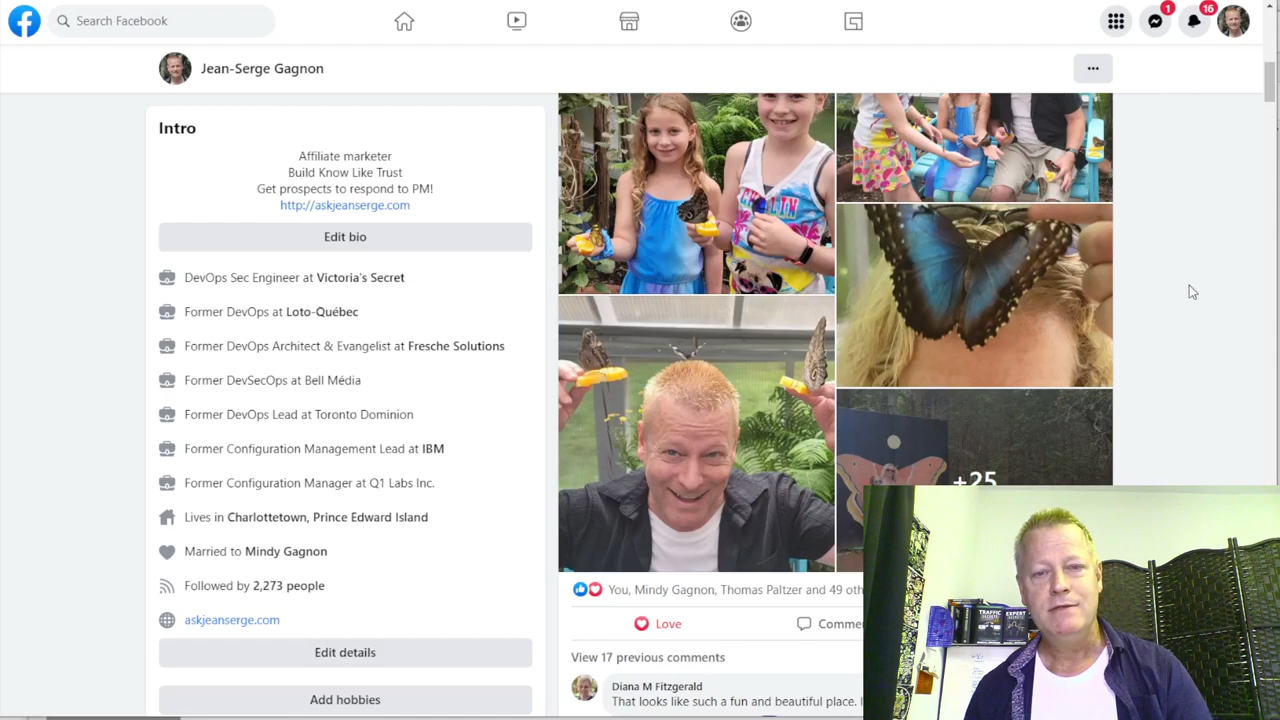 Search Facebook
1
16
Jean-Serge Gagnon
Intro
Affiliate marketer
Build Know Like Trust
Get prospects to respond to PM!
http://askjeanserge.com
Edit bio
DevOps Sec Engineer at Victoria's Secret
Former DevOps at Loto-Québec
Former DevOps Architect & Evangelist at Fresche Solutions
Former DevSecOps at Bell Média
Former DevOps Lead at Toronto Dominion
Former Configuration Management Lead at IBM
Former Configuration Manager at Q1 Labs Inc.
Lives in Charlottetown, Prince Edward Island
Married to Mindy Gagnon
Followed by 2,273 people
askjeanserge.com
Edit details
Add hobbies
+25
You, Mindy Gagnon, Thomas Paltzer and 49 oth
Love
Commen
View 17 previous comments
Diana M Fitzgerald
That looks like such a fun and beautiful place. I
TRAFFIC
SECRETS
EXPERT
SECRETS